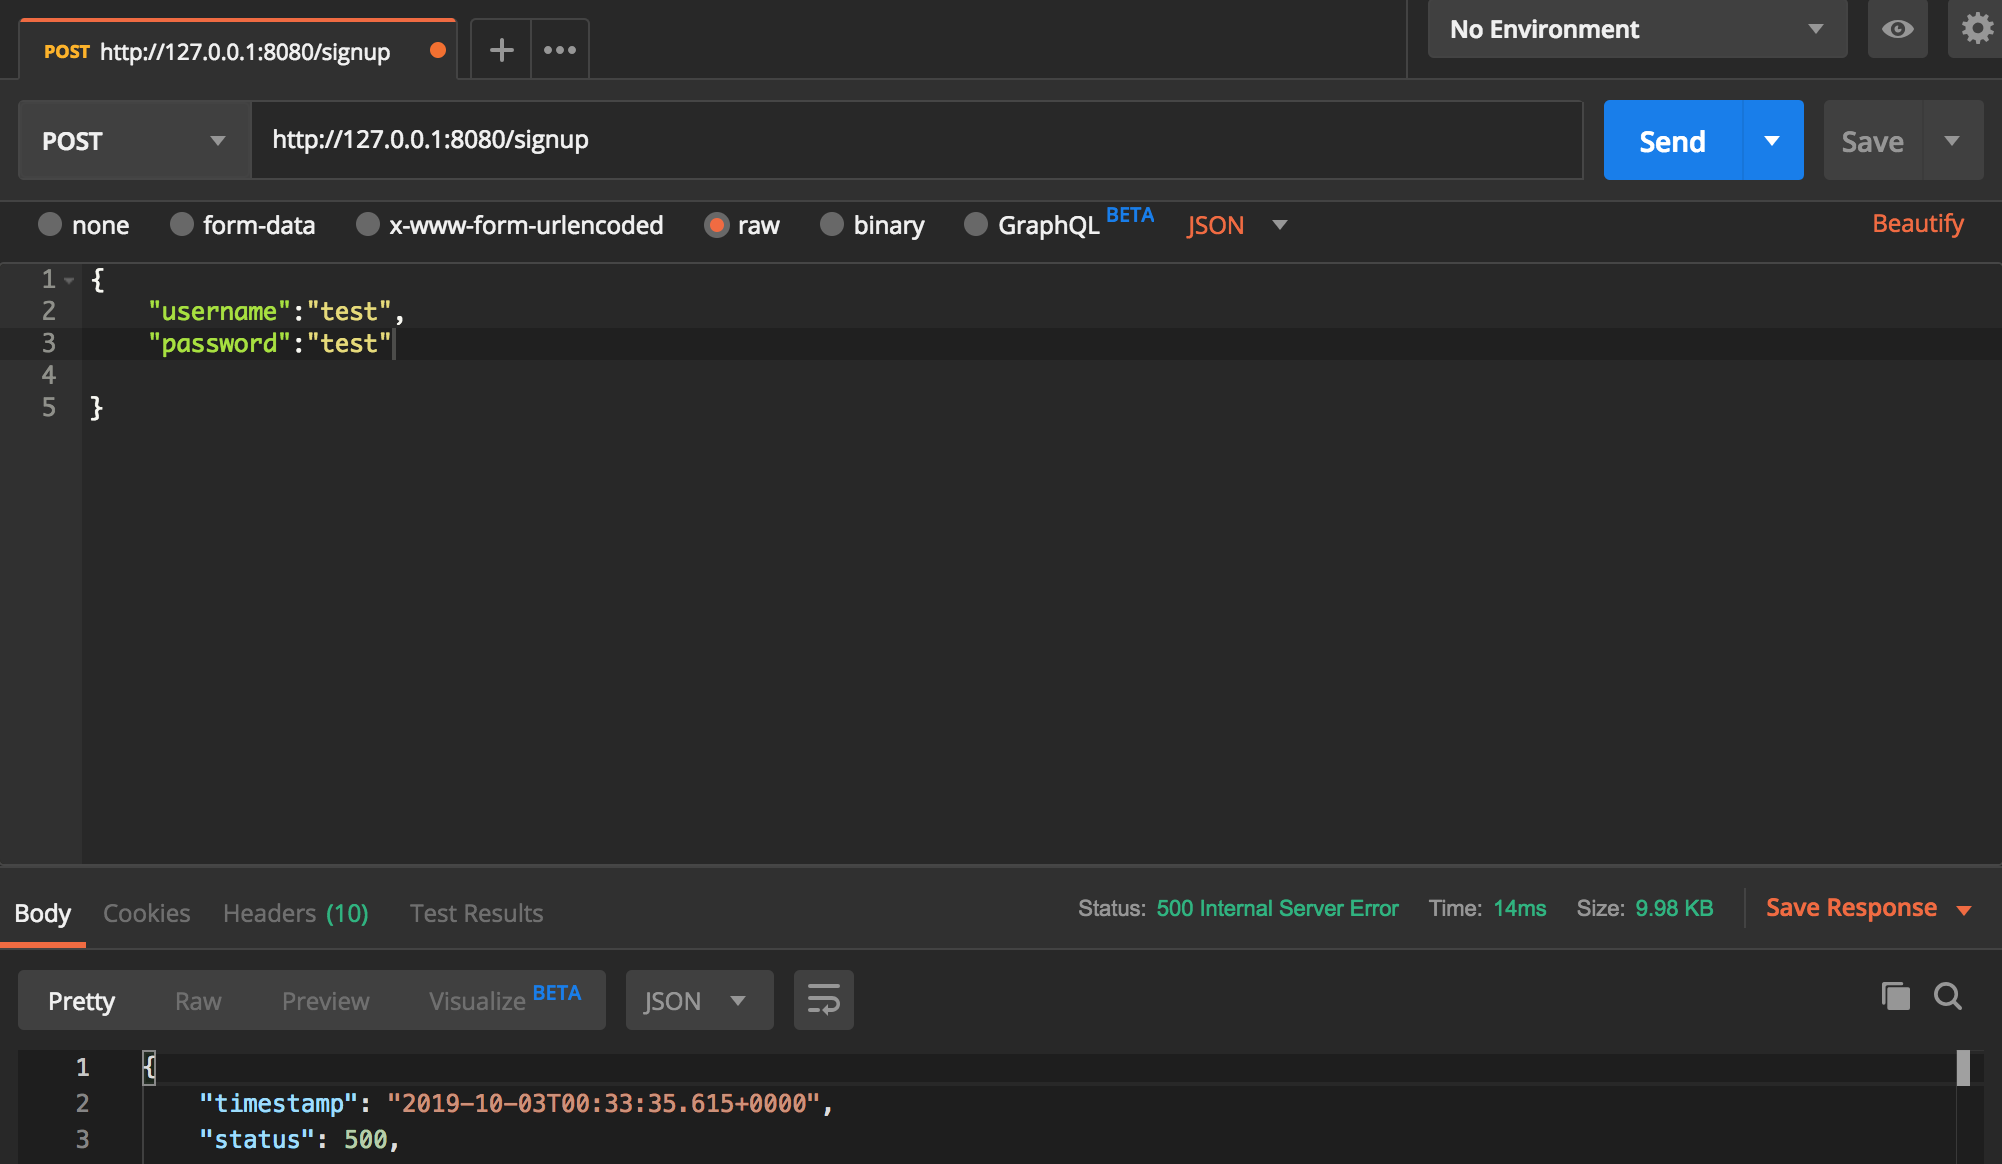 POST http://127.0.0.1:8080/signup
No Environment
POST http://127.0.0.1:8080/signup Send Save
none form-data x-www-form-urlencoded raw binary GraphQL BETA JSON Beautify
1 {
2 "username":"test",
3 "password":"test"
4
5 }
Body Cookies Headers (10) Test Results Status: 500 Internal Server Error Time: 14ms Size: 9.98 KB Save Response
Pretty Raw Preview Visualize BETA JSON
1 {
2 "timestamp": "2019-10-03T00:33:35.615+0000",
3 "status": 500,